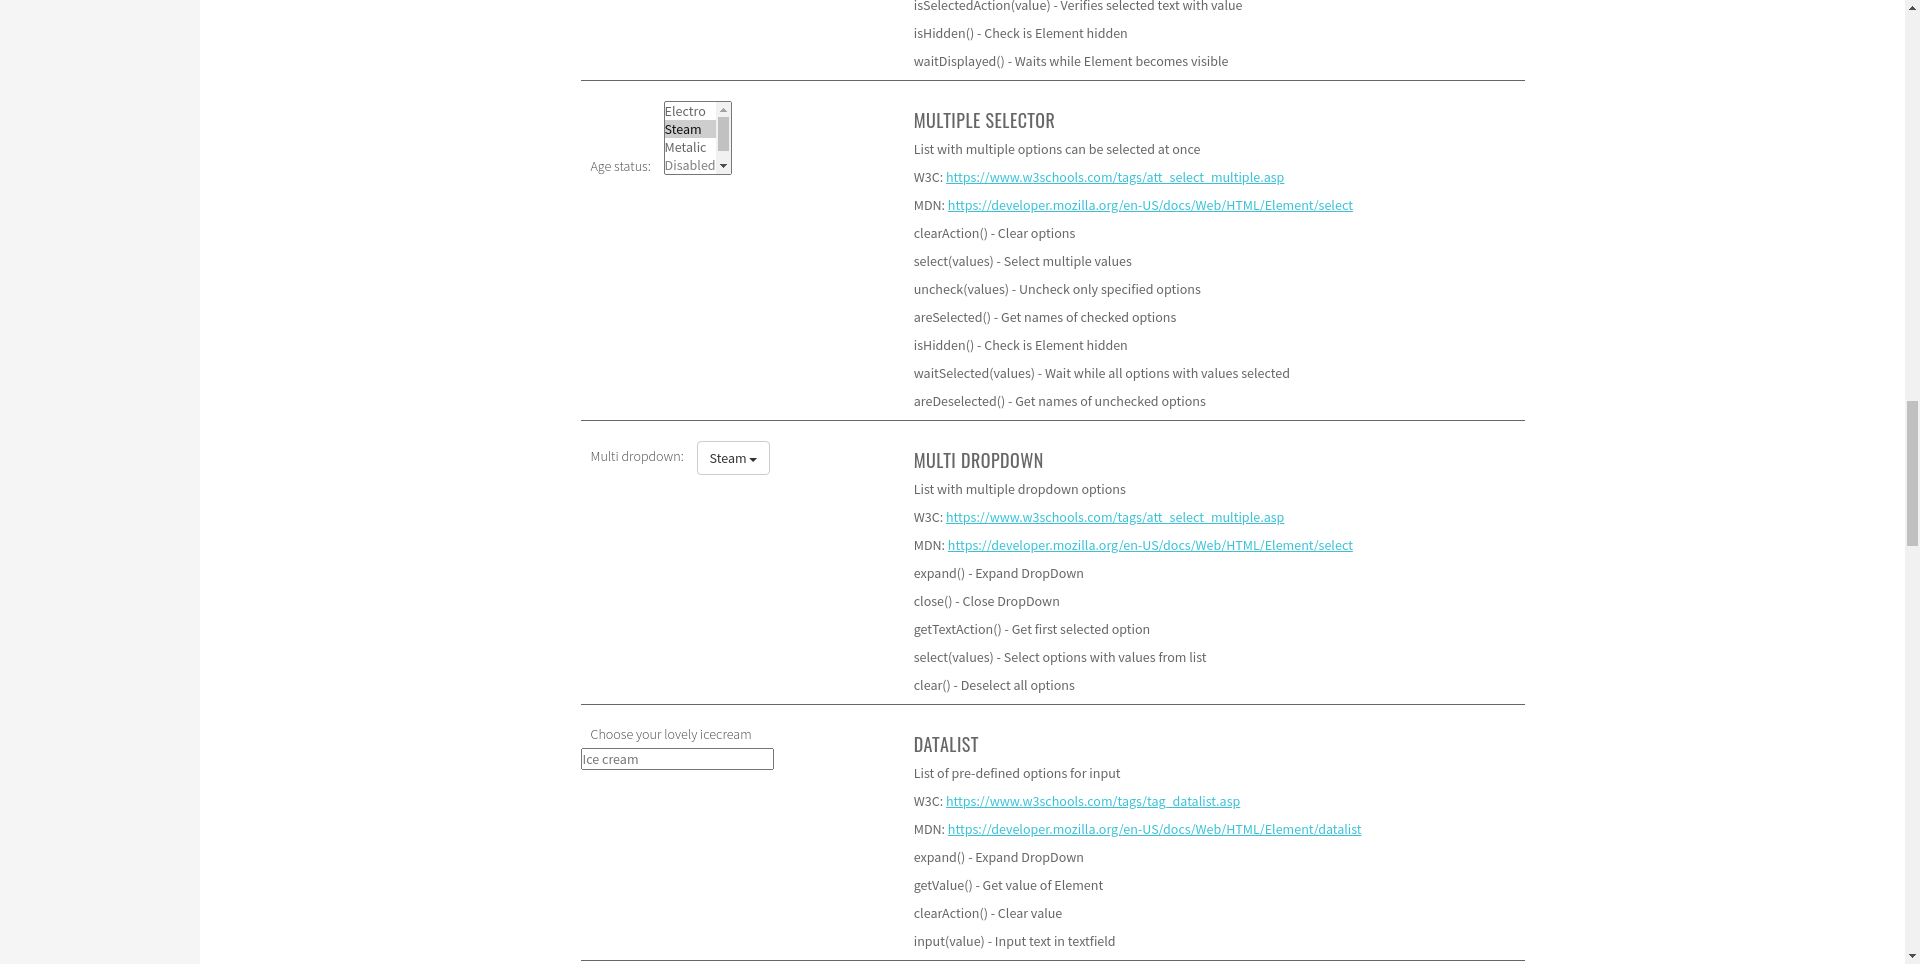 isSelectedAction(value) - Verifies selected text with value
isHidden() - Check is Element hidden
waitDisplayed() - Waits while Element becomes visible
Age status:
Electro
Steam
Metalic
Disabled
MULTIPLE SELECTOR
List with multiple options can be selected at once
W3C: https://www.w3schools.com/tags/att_select_multiple.asp
MDN: https://developer.mozilla.org/en-US/docs/Web/HTML/Element/select
clearAction() - Clear options
select(values) - Select multiple values
uncheck(values) - Uncheck only specified options
areSelected() - Get names of checked options
isHidden() - Check is Element hidden
waitSelected(values) - Wait while all options with values selected
areDeselected() - Get names of unchecked options
Multi dropdown: Steam
MULTI DROPDOWN
List with multiple dropdown options
W3C: https://www.w3schools.com/tags/att_select_multiple.asp
MDN: https://developer.mozilla.org/en-US/docs/Web/HTML/Element/select
expand() - Expand DropDown
close() - Close DropDown
getTextAction() - Get first selected option
select(values) - Select options with values from list
clear() - Deselect all options
Choose your lovely icecream
Ice cream
DATALIST
List of pre-defined options for input
W3C: https://www.w3schools.com/tags/tag_datalist.asp
MDN: https://developer.mozilla.org/en-US/docs/Web/HTML/Element/datalist
expand() - Expand DropDown
getValue() - Get value of Element
clearAction() - Clear value
input(value) - Input text in textfield